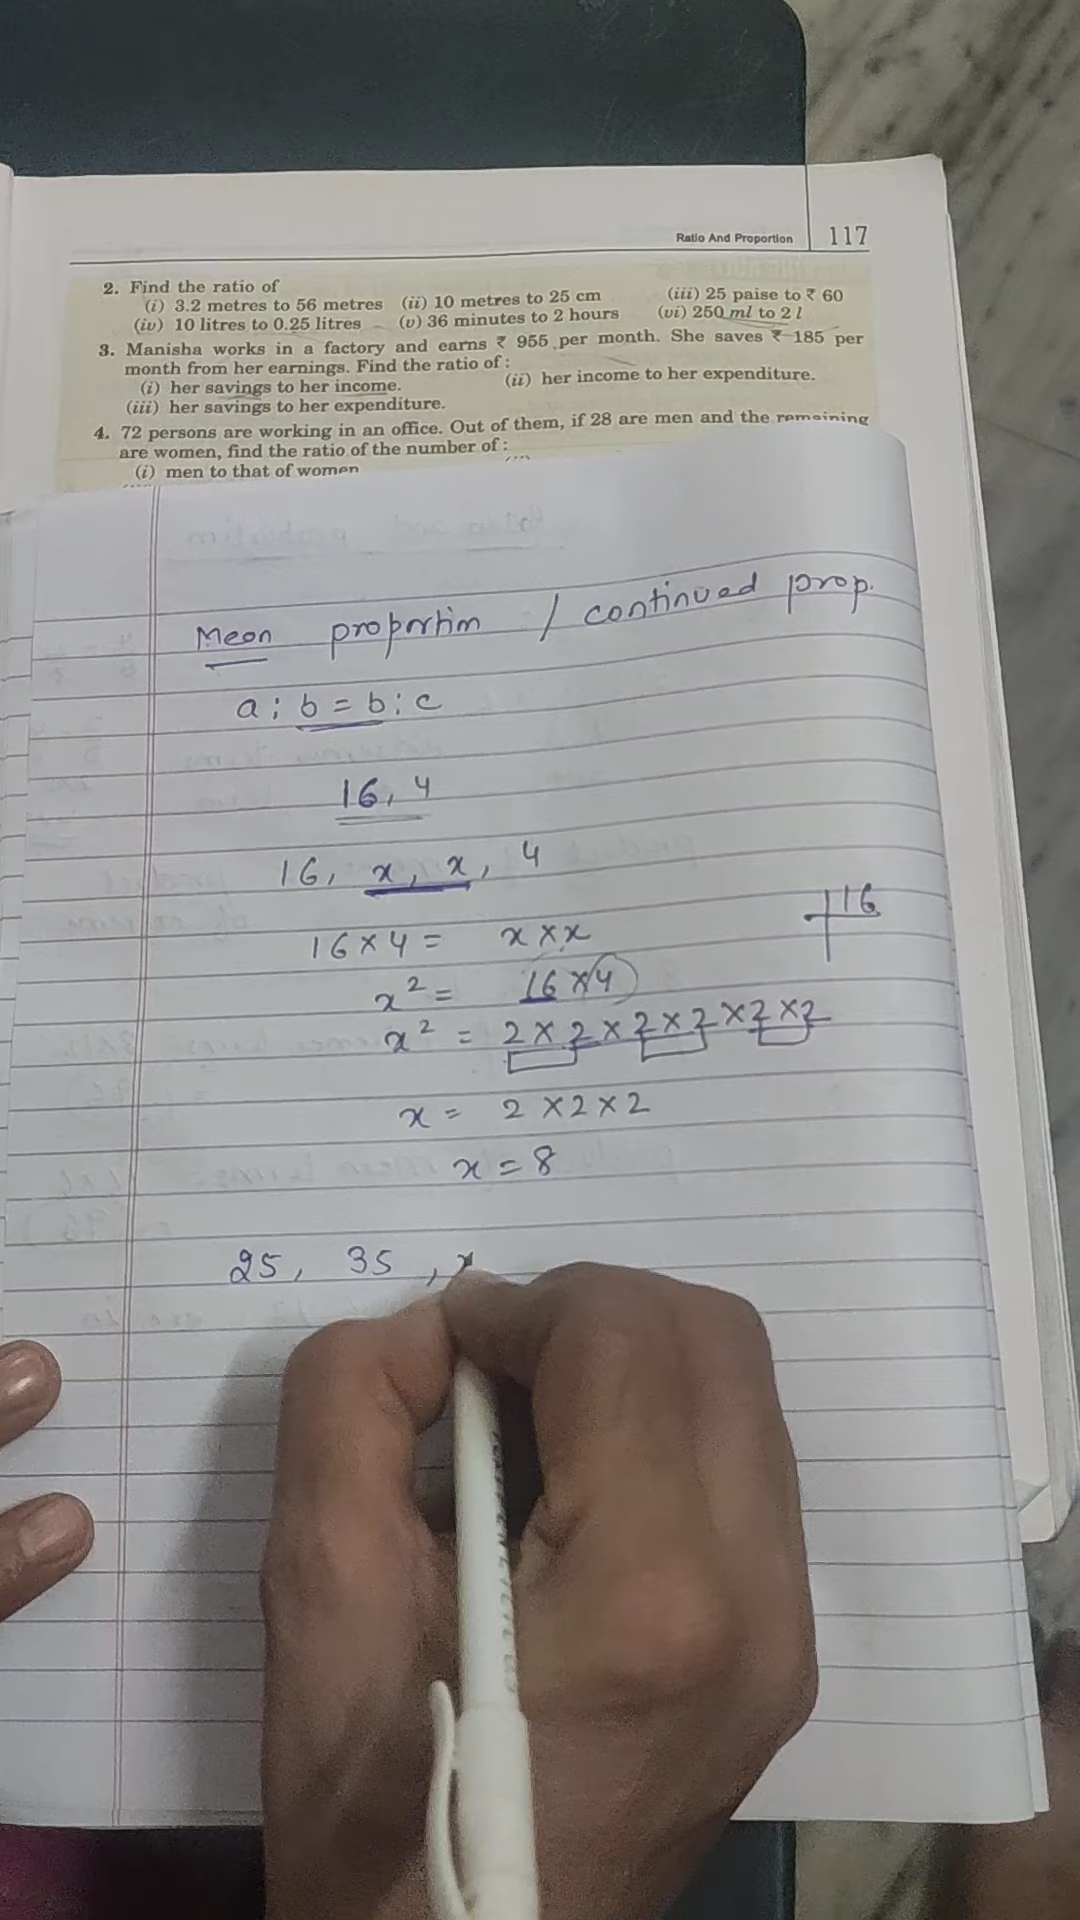 Ratio And Proportion 117
2. Find the ratio of
(i) 3.2 metres to 56 metres (ii) 10 metres to 25 cm (iii) 25 paise to ₹ 60
(iv) 10 litres to 0.25 litres (v) 36 minutes to 2 hours (vi) 250 ml to 2 l
3. Manisha works in a factory and earns ₹ 955 per month. She saves ₹ 185 per
month from her earnings. Find the ratio of :
(i) her savings to her income. (ii) her income to her expenditure.
(iii) her savings to her expenditure.
4. 72 persons are working in an office. Out of them, if 28 are men and the remaining
are women, find the ratio of the number of :
(i) men to that of women
Mean proportion / continued prop.
a : b = b : c
16, 4
16, x, x, 4
16
16 × 4 = x × x
x² = 16 × 4
x² = 2 × 2 × 2 × 2 × 2 × 2
x = 2 × 2 × 2
x = 8
25, 35, x